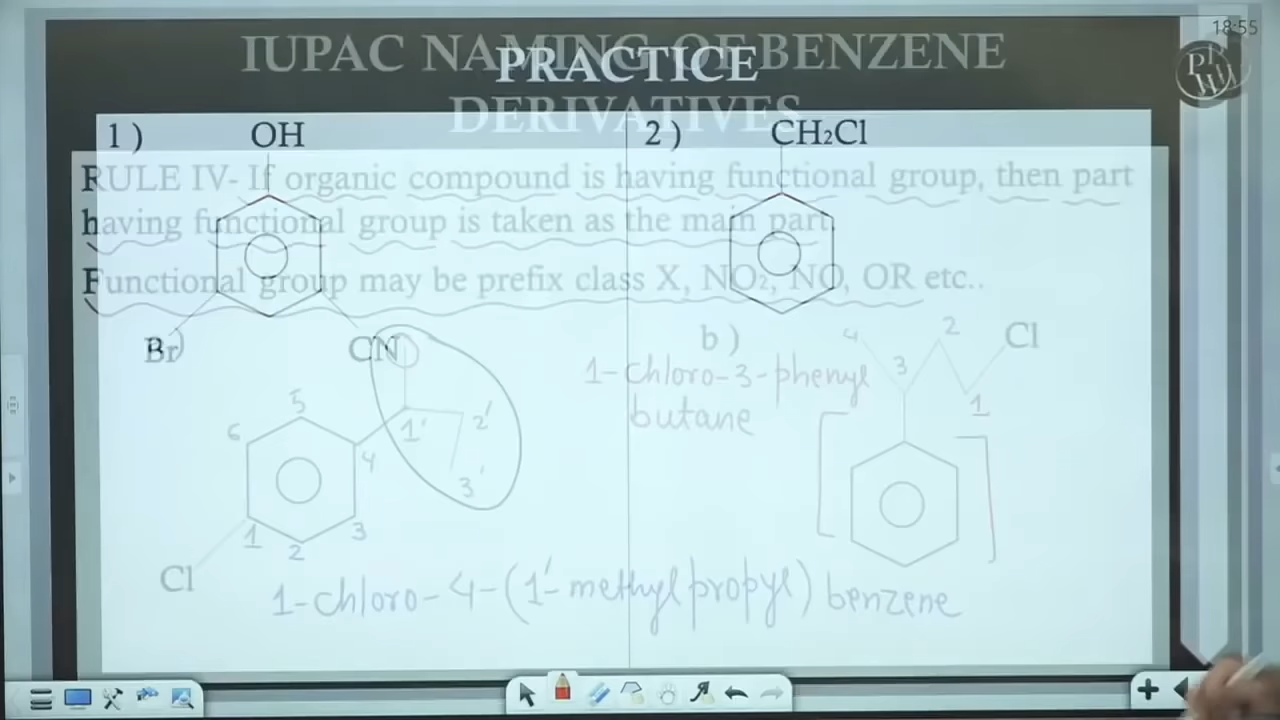 18:55
IUPAC NAMING OF BENZENE
DERIVATIVES
PRACTICE
PW
1) OH
2) CH₂Cl
RULE IV- If organic compound is having functional group, then part
having functional group is taken as the main part.
Functional group may be prefix class X, NO₂, NO, OR etc..
Br
CN
b)
4 2 Cl
3
1
1-chloro-3-phenyl
butane
5
6 1' 2'
4
3'
1 2 3
Cl
1-chloro-4-(1'-methyl propyl) benzene